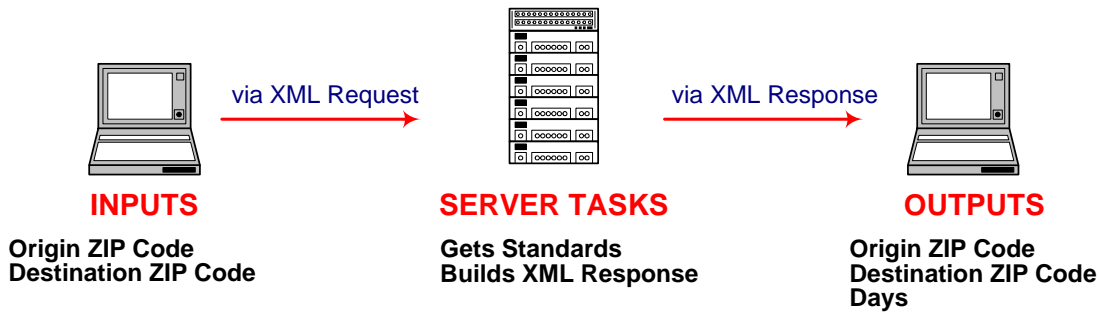 via XML Request
via XML Response
INPUTS
SERVER TASKS
OUTPUTS
Origin ZIP Code
Destination ZIP Code
Gets Standards
Builds XML Response
Origin ZIP Code
Destination ZIP Code
Days